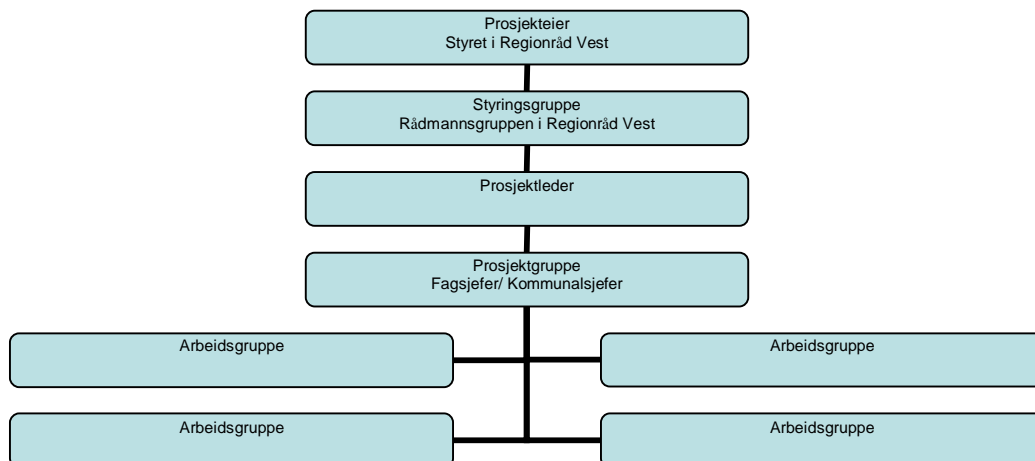 Prosjekteier
Styret i Regionråd Vest
Styringsgruppe
Rådmannsgruppen i Regionråd Vest
Prosjektleder
Prosjektgruppe
Fagsjefer/ Kommunalsjefer
Arbeidsgruppe
Arbeidsgruppe
Arbeidsgruppe
Arbeidsgruppe